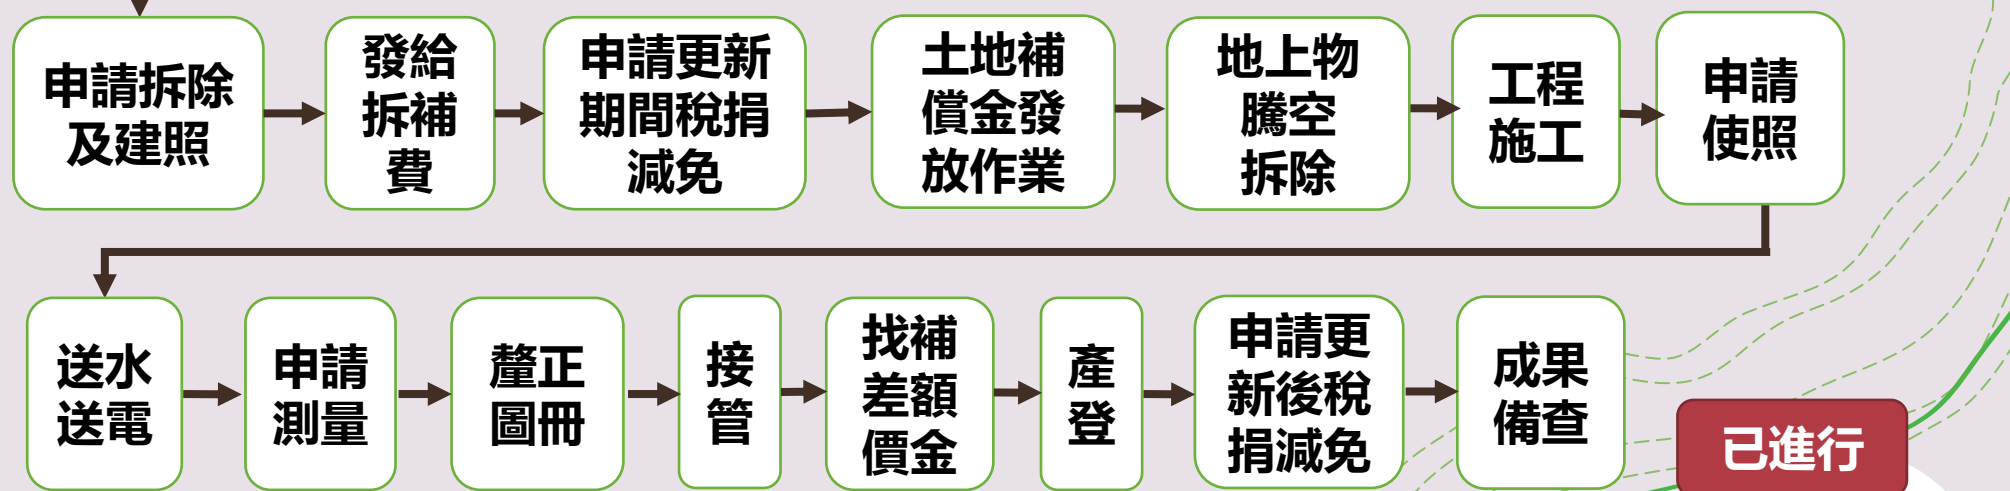 申請拆除
及建照
發給
拆補
費
申請更新
期間稅捐
減免
土地補
償金發
放作業
地上物
騰空
拆除
工程
施工
申請
使照
送水
送電
申請
測量
釐正
圖冊
接
管
找補
差額
價金
產
登
申請更
新後稅
捐減免
成果
備查
已進行